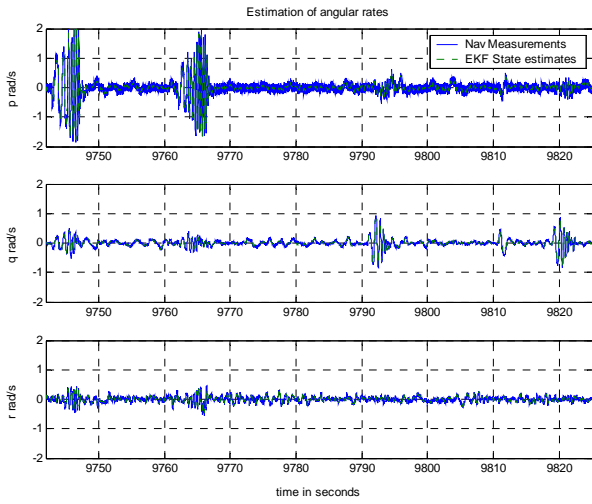 Estimation of angular rates
2
1
0
-1
-2
p rad/s
Nav Measurements
EKF State estimates
9750 9760 9770 9780 9790 9800 9810 9820
2
1
0
-1
-2
q rad/s
9750 9760 9770 9780 9790 9800 9810 9820
2
1
0
-1
-2
r rad/s
9750 9760 9770 9780 9790 9800 9810 9820
time in seconds